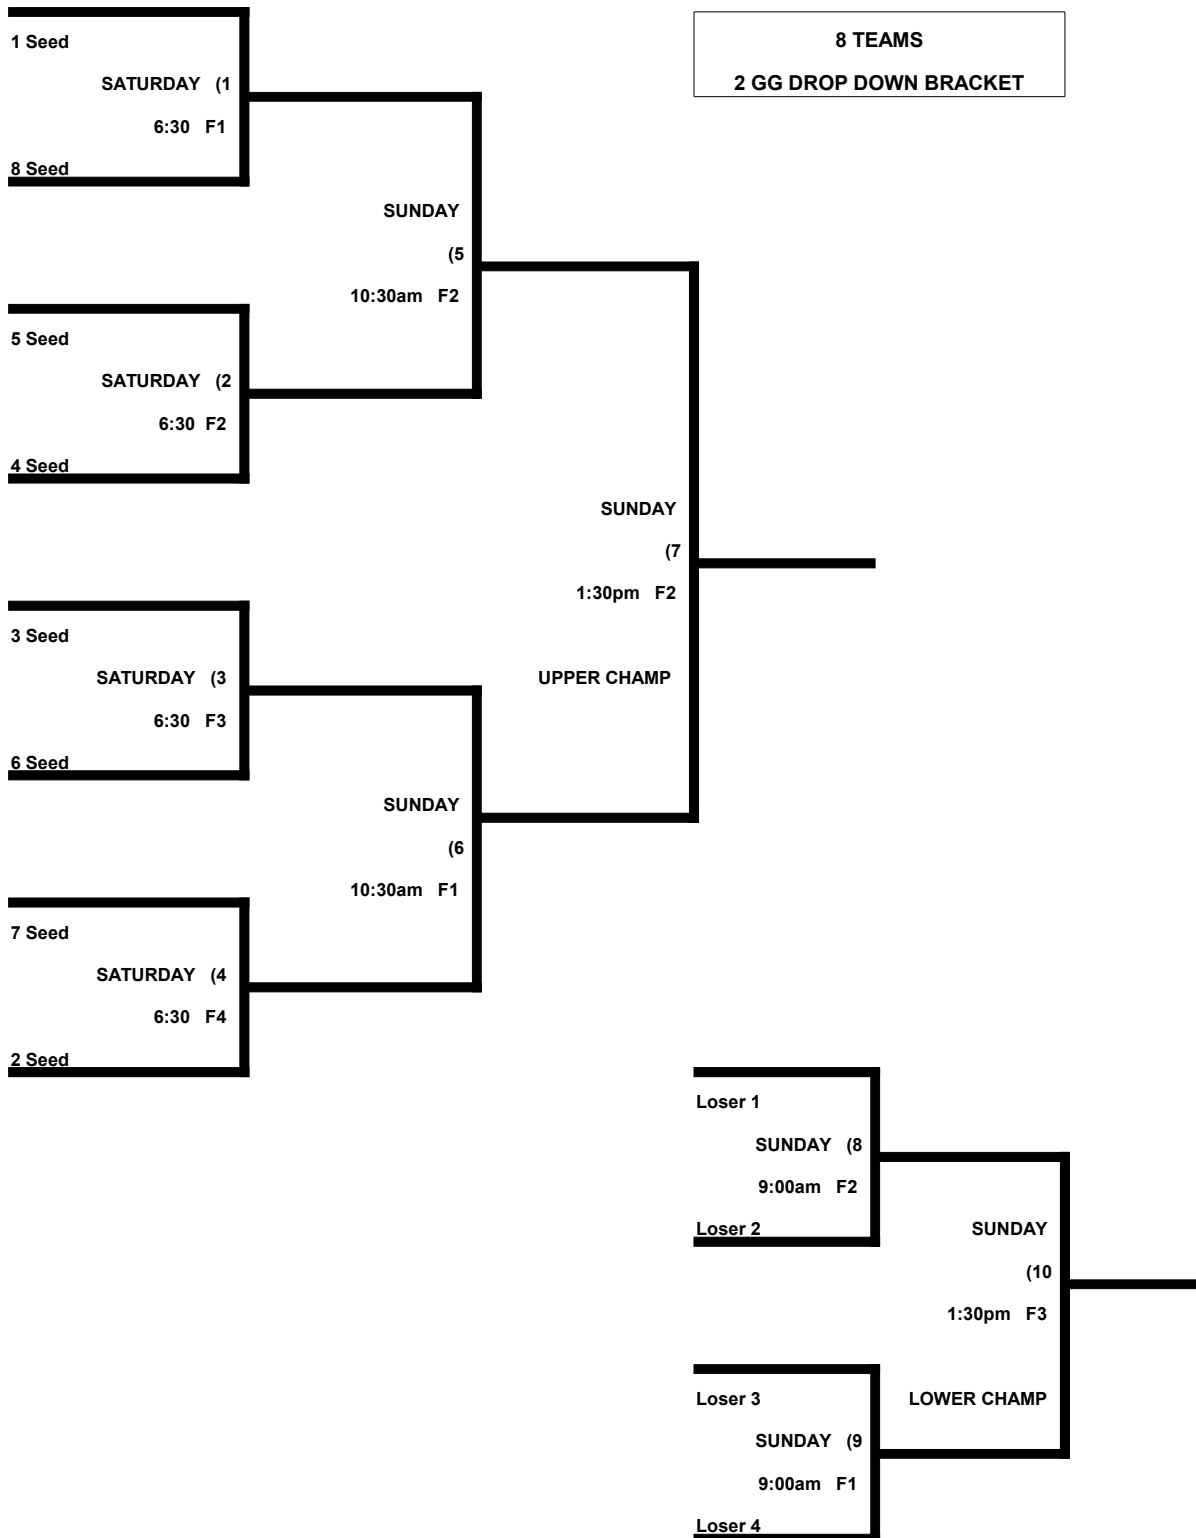 8 TEAMS
2 GG DROP DOWN BRACKET
1 Seed
SATURDAY (1
6:30 F1
8 Seed
SUNDAY
(5
10:30am F2
5 Seed
SATURDAY (2
6:30 F2
4 Seed
SUNDAY
(7
1:30pm F2
UPPER CHAMP
3 Seed
SATURDAY (3
6:30 F3
6 Seed
SUNDAY
(6
10:30am F1
7 Seed
SATURDAY (4
6:30 F4
2 Seed
Loser 1
SUNDAY (8
9:00am F2
Loser 2
SUNDAY
(10
1:30pm F3
LOWER CHAMP
Loser 3
SUNDAY (9
9:00am F1
Loser 4